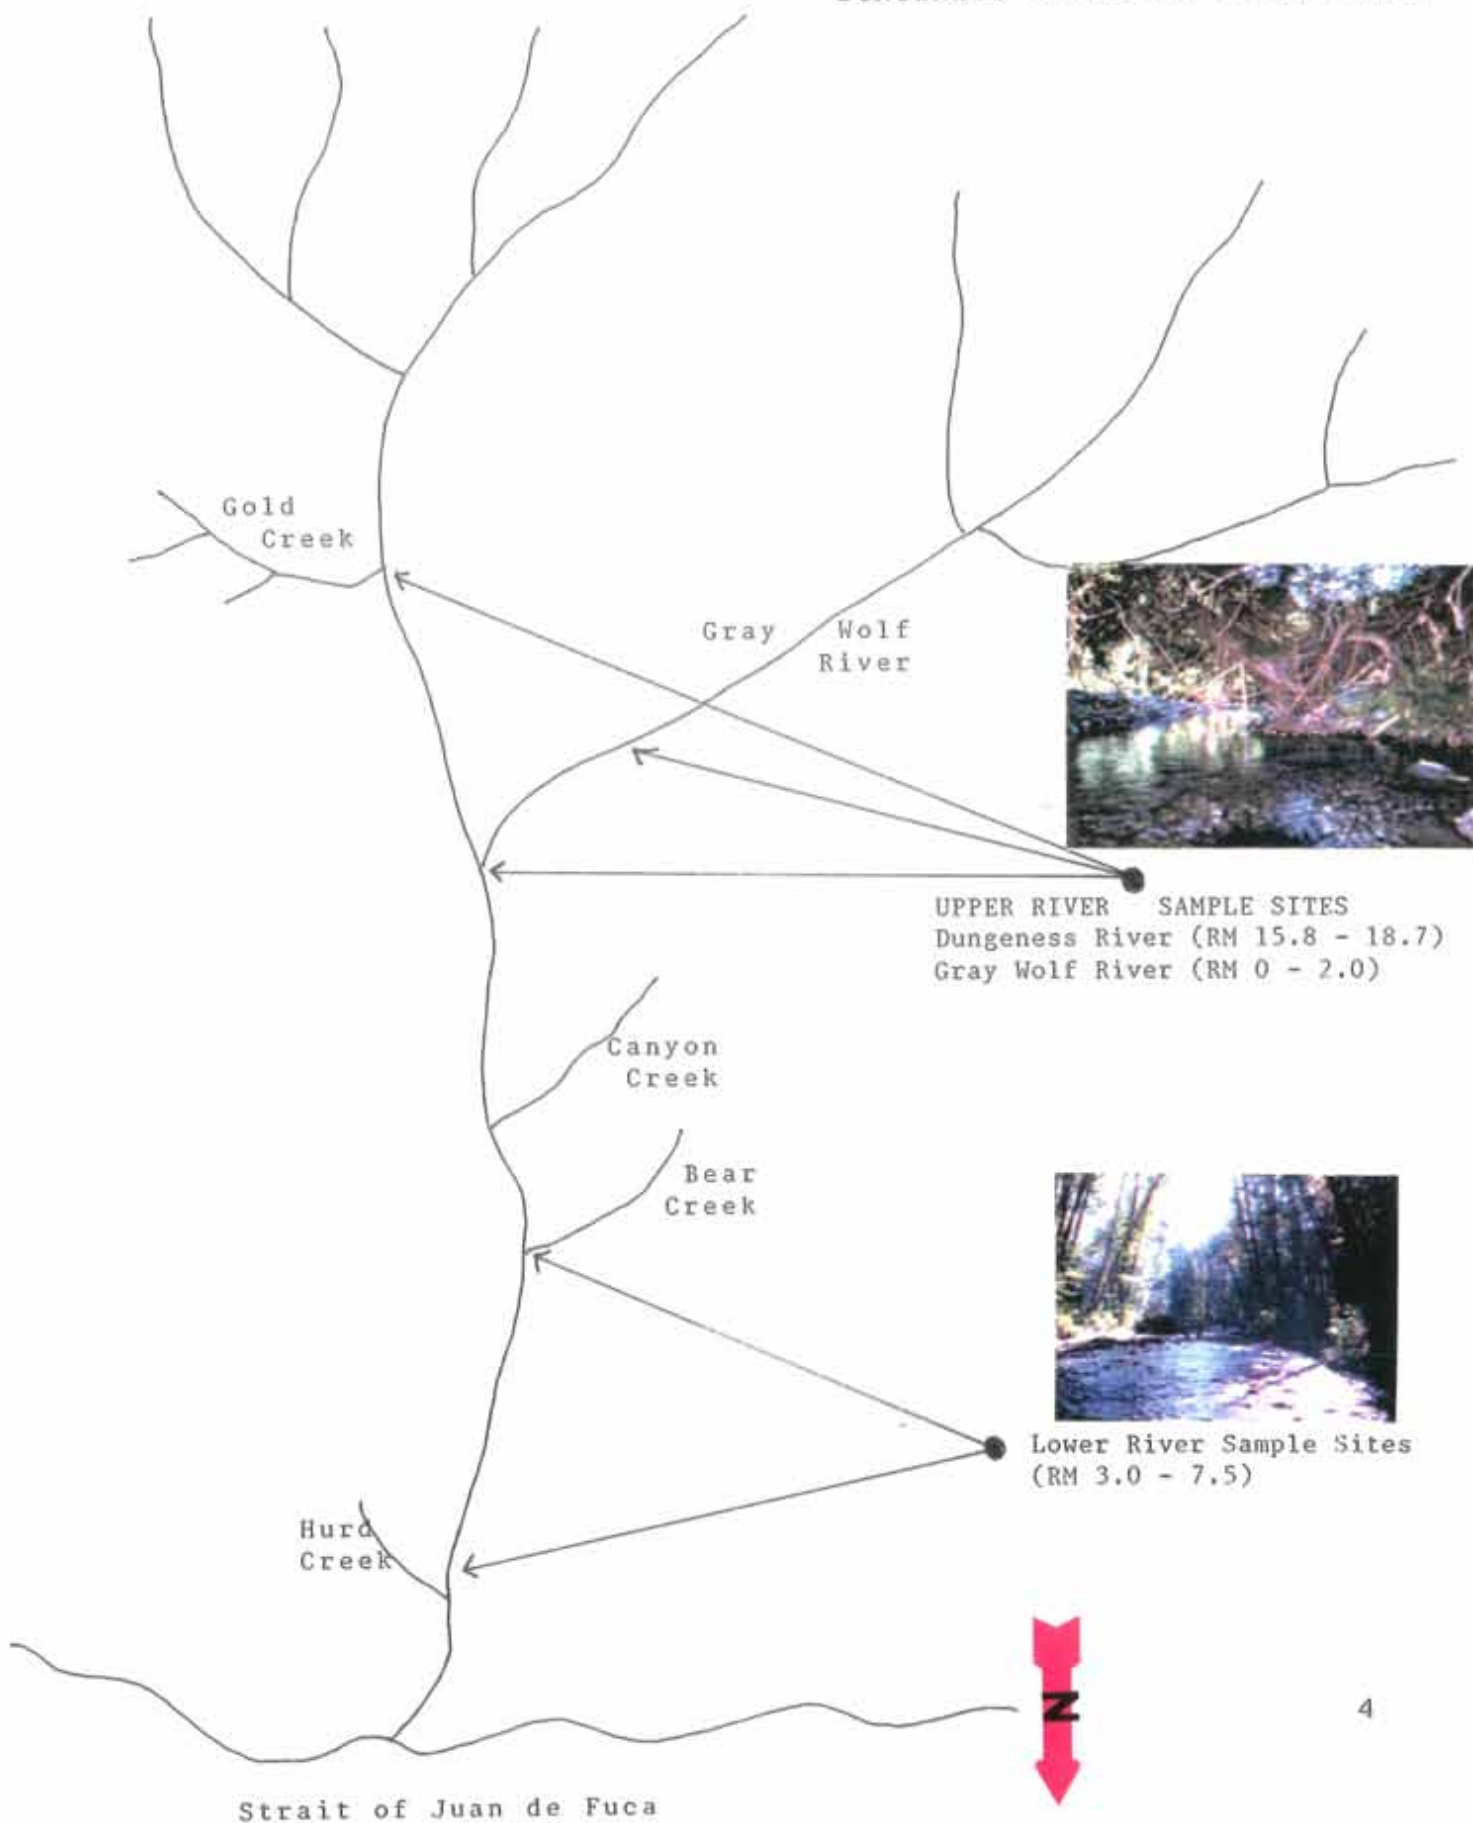 Gold
Creek
Gray Wolf
River
UPPER RIVER SAMPLE SITES
Dungeness River (RM 15.8 - 18.7)
Gray Wolf River (RM 0 - 2.0)
Canyon
Creek
Bear
Creek
Lower River Sample Sites
(RM 3.0 - 7.5)
Hurd
Creek
N
4
Strait of Juan de Fuca